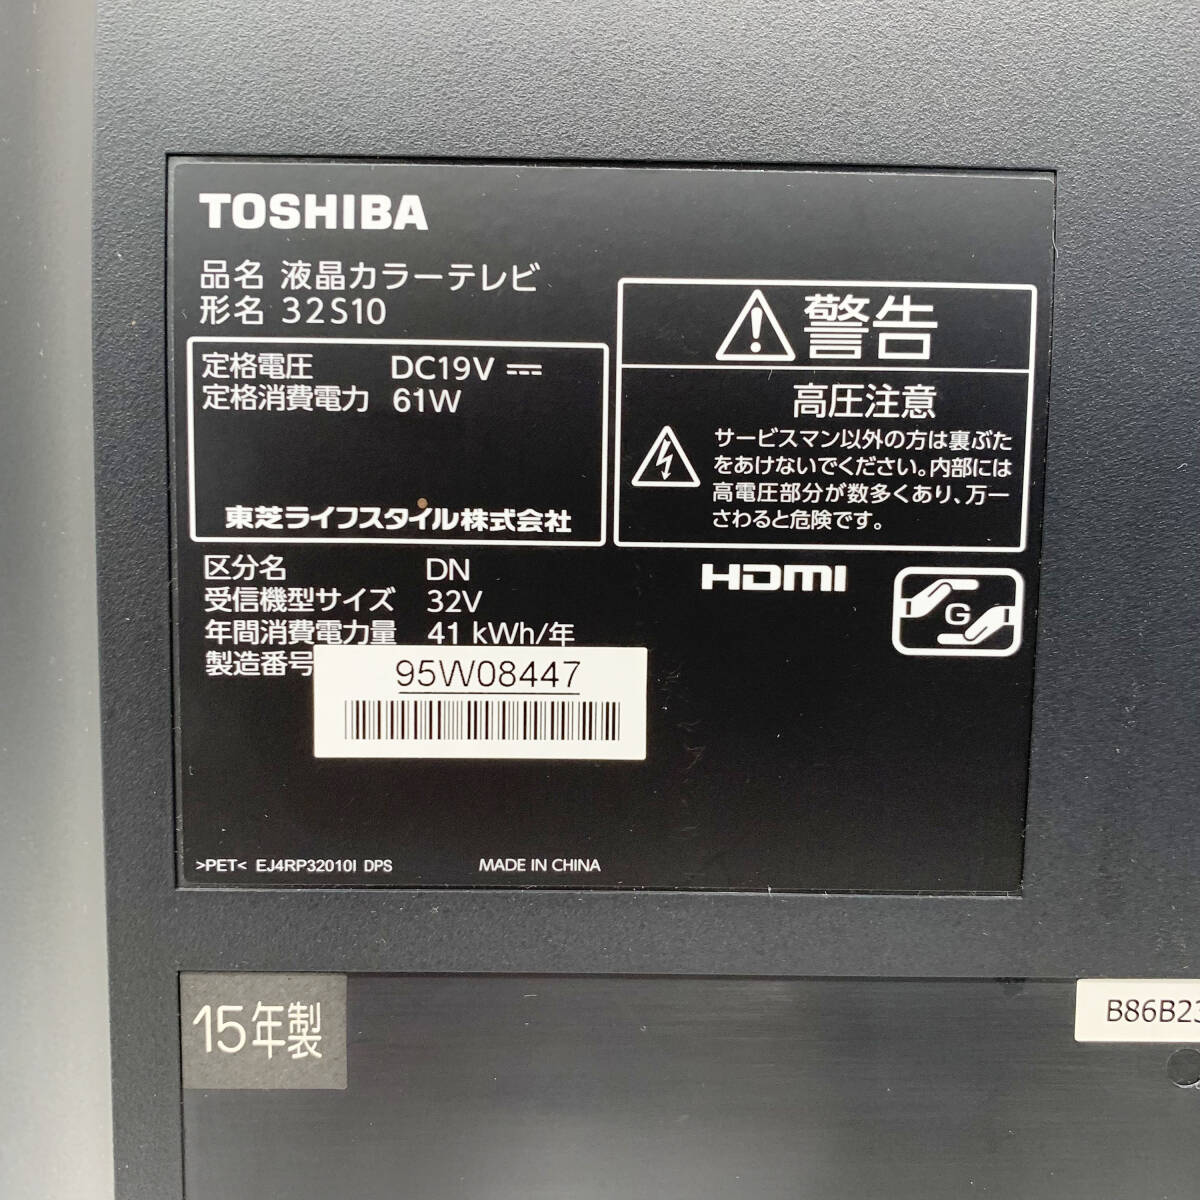 TOSHIBA
品名 液晶カラーテレビ
形名 32S10
定格電圧 DC19V
定格消費電力 61W
東芝ライフスタイル株式会社
警告
高圧注意
サービスマン以外の方は裏ぶた
をあけないでください。内部には
高電圧部分が数多くあり、万一
さわると危険です。
区分名 DN
受信機型サイズ 32V
年間消費電力量 41 kWh/年
製造番号
95W08447
HDMI
G
>PET< EJ4RP32010I DPS MADE IN CHINA
15年製
B86B23